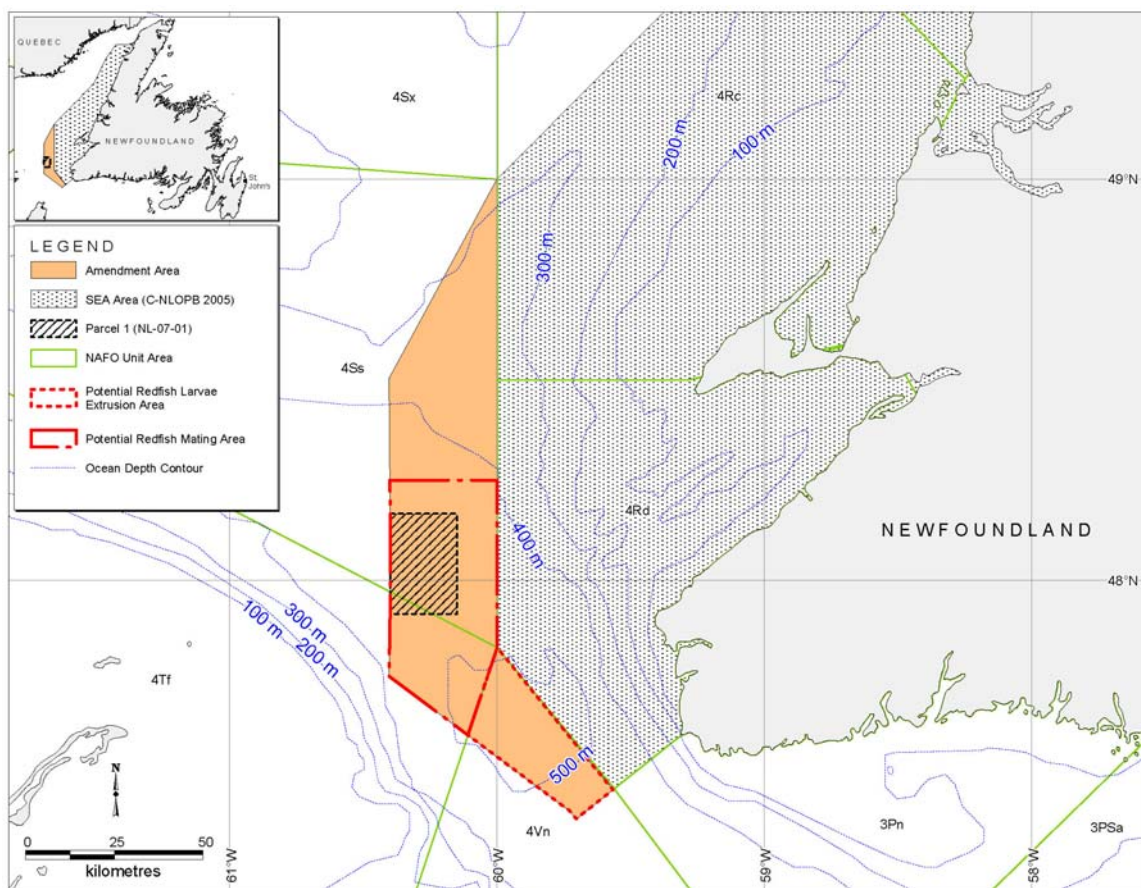 QUEBEC
NEWFOUNDLAND
St.
John's
LEGEND
Amendment Area
SEA Area (C-NLOPB 2005)
Parcel 1 (NL-07-01)
NAFO Unit Area
Potential Redfish Larvae
Extrusion Area
Potential Redfish Mating Area
Ocean Depth Contour
4Sx
4Rc
200 m
100 m
49°N
300 m
4Ss
4Rd
400 m
NEWFOUNDLAND
48°N
300 m
100 m
200 m
4Tf
500 m
N
4Vn
3Pn
3PSa
0 25 50
kilometres
61°W
60°W
59°W
58°W